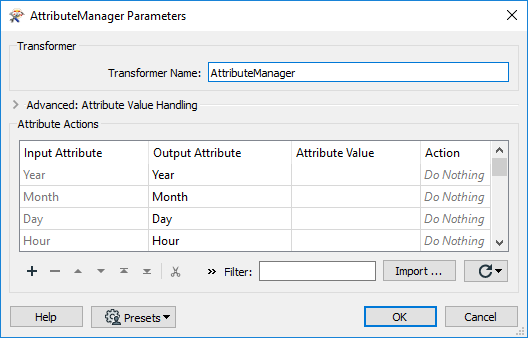 AttributeManager Parameters
Transformer
Transformer Name: AttributeManager
Advanced: Attribute Value Handling
Attribute Actions
Input Attribute Output Attribute Attribute Value Action
Year Year Do Nothing
Month Month Do Nothing
Day Day Do Nothing
Hour Hour Do Nothing
Filter: Import ...
Help Presets OK Cancel